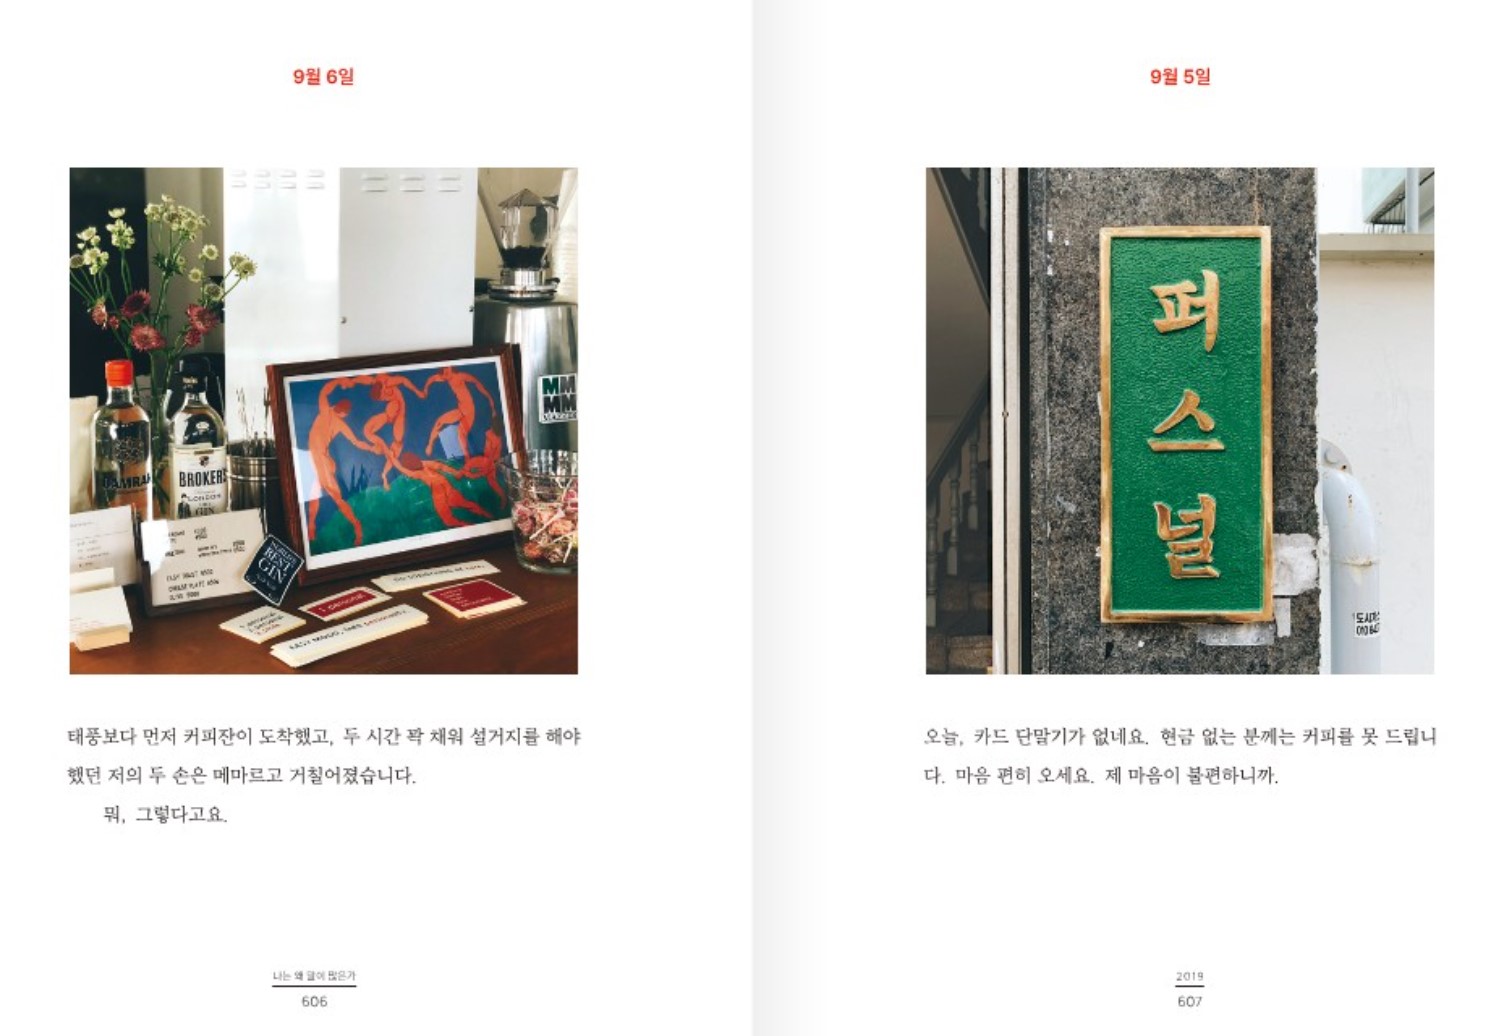 9월 6일
DAMRAK
BROKER'S
LONDON
GIN
WORLD'S
BEST
GIN
태풍보다 먼저 커피잔이 도착했고, 두 시간 꽉 채워 설거지를 해야
했던 저의 두 손은 메마르고 거칠어졌습니다.
뭐, 그렇다고요.
나는 왜 말이 많은가
606
9월 5일
퍼
스
널
오늘, 카드 단말기가 없네요. 현금 없는 분께는 커피를 못 드립니
다. 마음 편히 오세요. 제 마음이 불편하니까.
2019
607